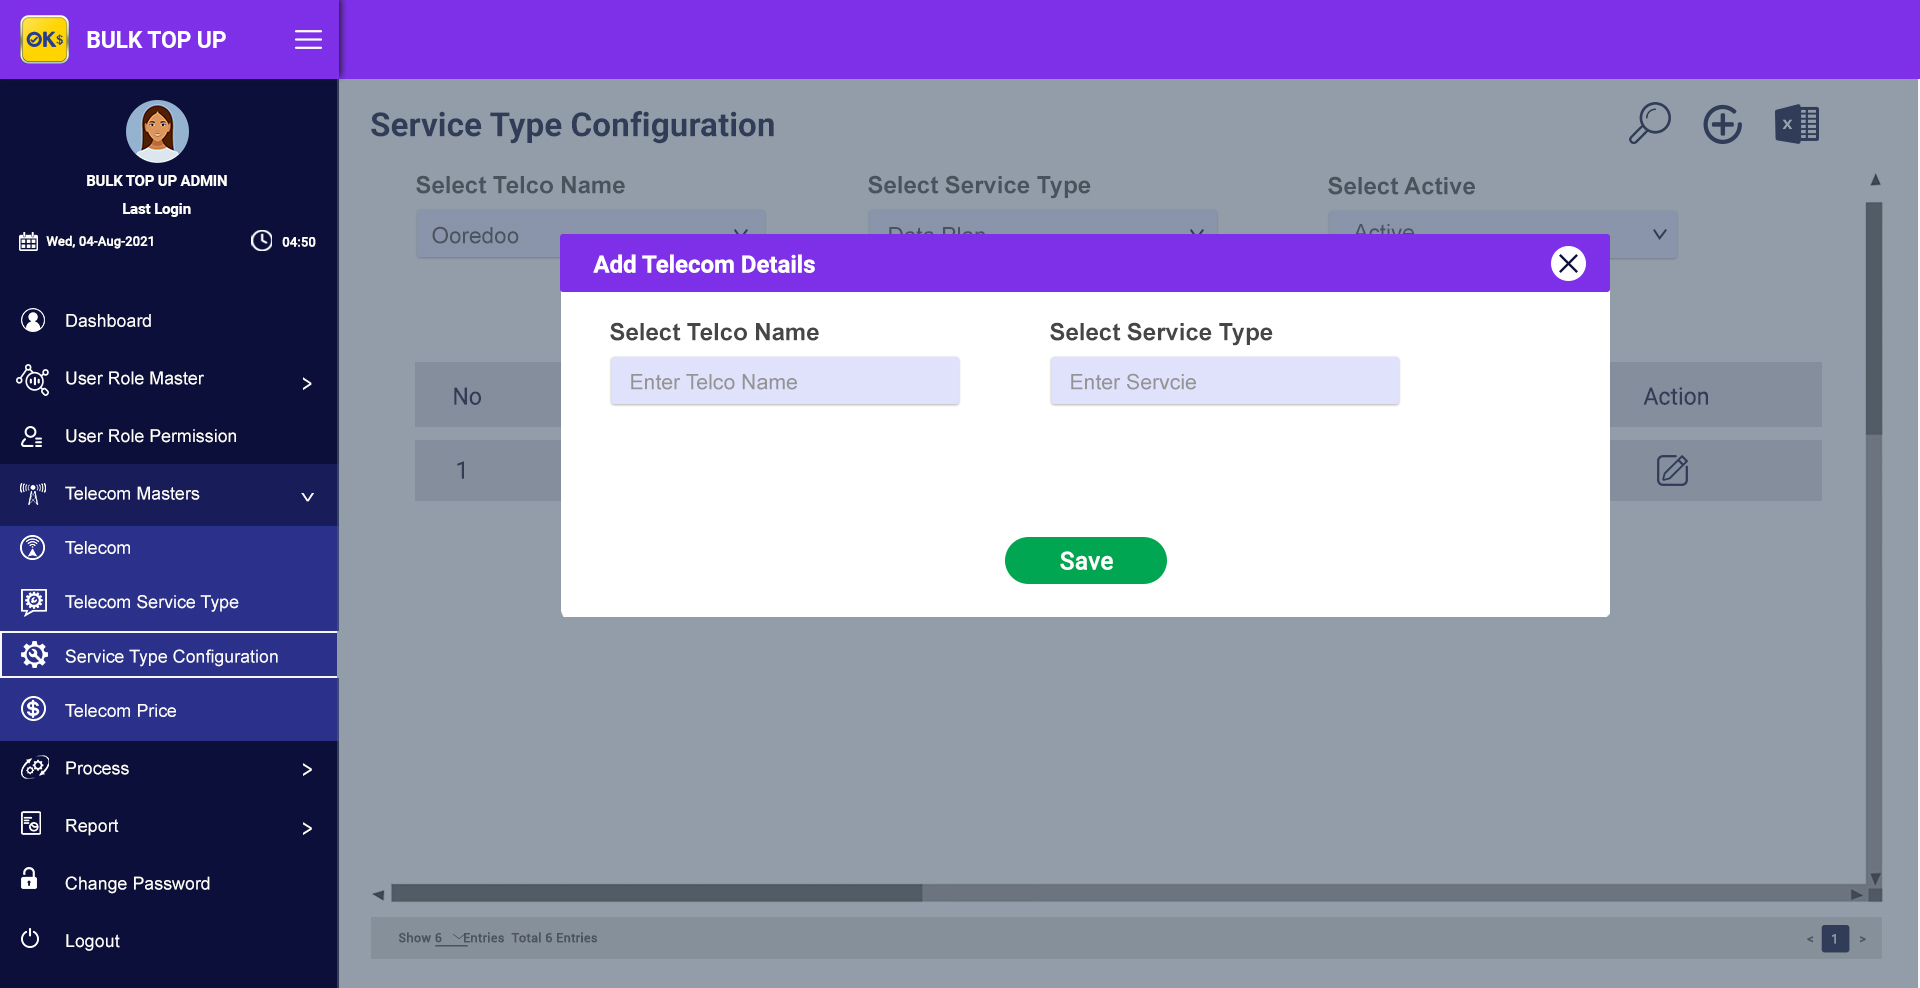 OK$
BULK TOP UP
BULK TOP UP ADMIN
Last Login
Wed, 04-Aug-2021
04:50
Dashboard
User Role Master
User Role Permission
Telecom Masters
Telecom
Telecom Service Type
Service Type Configuration
Telecom Price
Process
Report
Change Password
Logout
Service Type Configuration
X
Select Telco Name
Select Service Type
Select Active
Ooredoo
Data Plan
Active
Add Telecom Details
Select Telco Name
Select Service Type
Enter Telco Name
Enter Servcie
Save
No
Action
1
Show 6 Entries Total 6 Entries
< 1 >